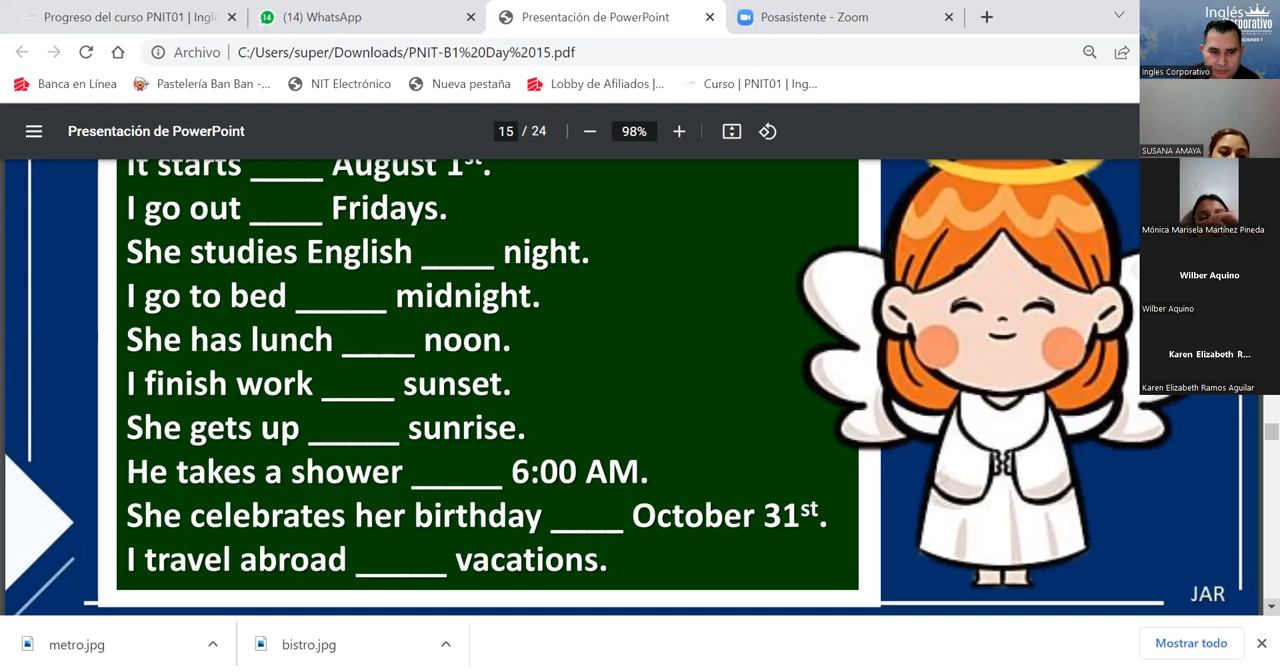 Progreso del curso PNIT01 | Ingl
(14) WhatsApp
Presentación de PowerPoint
Posasistente - Zoom
Archivo
C:/Users/super/Downloads/PNIT-B1%20Day%2015.pdf
Banca en Línea
Pastelería Ban Ban -...
NIT Electrónico
Nueva pestaña
Lobby de Afiliados |...
Curso | PNIT01 | Ing...
Presentación de PowerPoint
15 / 24
98%
It starts ____ August 1st.
I go out ____ Fridays.
She studies English ____ night.
I go to bed _____ midnight.
She has lunch ____ noon.
I finish work ____ sunset.
She gets up _____ sunrise.
He takes a shower _____ 6:00 AM.
She celebrates her birthday ____ October 31st.
I travel abroad _____ vacations.
JAR
Inglés
Corporativo
Ingles Corporativo
SUSANA AMAYA
Mónica Marisela Martínez Pineda
Wilber Aquino
Wilber Aquino
Karen Elizabeth R...
Karen Elizabeth Ramos Aguilar
metro.jpg
bistro.jpg
Mostrar todo